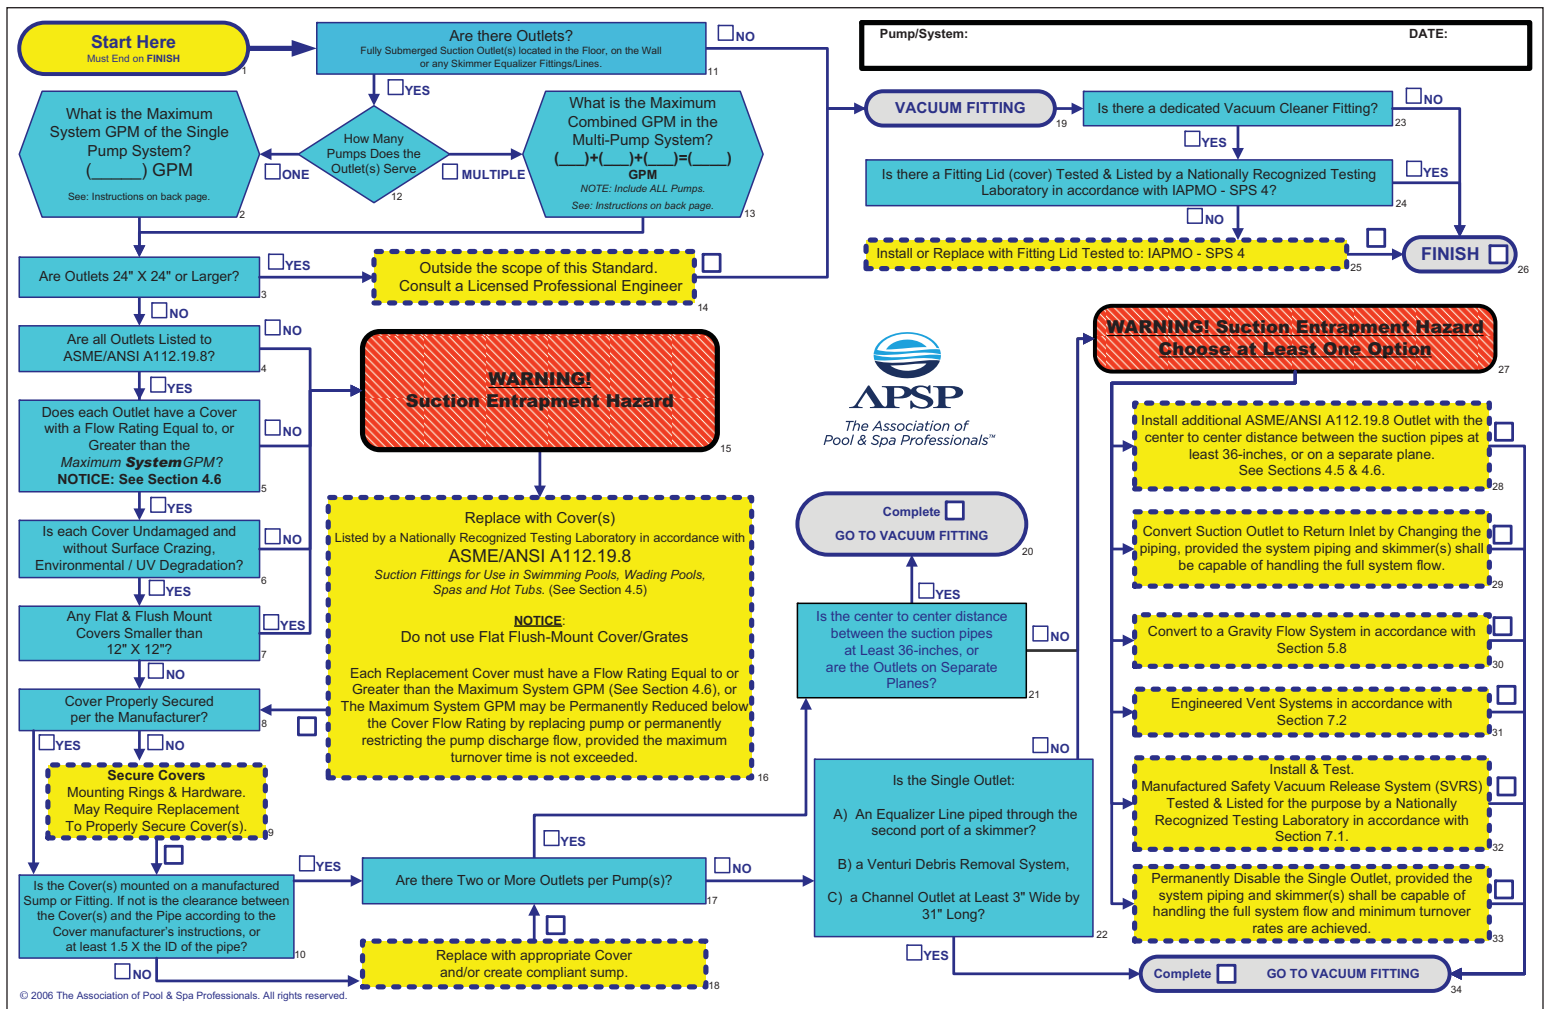 Start Here
Must End on FINISH
1
Are there Outlets?
Fully Submerged Suction Outlet(s) located in the Floor, on the Wall
or any Skimmer Equalizer Fittings/Lines.
11
NO
YES
Pump/System:
DATE:
What is the Maximum
System GPM of the Single
Pump System?
(_____) GPM
See: Instructions on back page.
2
How Many
Pumps Does the
Outlet(s) Serve
12
ONE
MULTIPLE
What is the Maximum
Combined GPM in the
Multi-Pump System?
(___)+(___)+(___)=(____)
GPM
NOTE: Include ALL Pumps.
See: Instructions on back page.
13
VACUUM FITTING
19
Is there a dedicated Vacuum Cleaner Fitting?
23
NO
YES
Is there a Fitting Lid (cover) Tested & Listed by a Nationally Recognized Testing
Laboratory in accordance with IAPMO - SPS 4?
24
YES
NO
Install or Replace with Fitting Lid Tested to: IAPMO - SPS 4
25
FINISH
26
Are Outlets 24" X 24" or Larger?
3
YES
NO
Outside the scope of this Standard.
Consult a Licensed Professional Engineer
14
Are all Outlets Listed to
ASME/ANSI A112.19.8?
4
NO
YES
Does each Outlet have a Cover
with a Flow Rating Equal to, or
Greater than the
Maximum System GPM?
NOTICE: See Section 4.6
5
NO
YES
Is each Cover Undamaged and
without Surface Crazing,
Environmental / UV Degradation?
6
NO
YES
Any Flat & Flush Mount
Covers Smaller than
12" X 12"?
7
YES
NO
Cover Properly Secured
per the Manufacturer?
8
YES
NO
Secure Covers
Mounting Rings & Hardware.
May Require Replacement
To Properly Secure Cover(s).
9
Is the Cover(s) mounted on a manufactured
Sump or Fitting. If not is the clearance between
the Cover(s) and the Pipe according to the
Cover manufacturer's instructions, or
at least 1.5 X the ID of the pipe?
10
YES
NO
WARNING!
Suction Entrapment Hazard
15
Replace with Cover(s)
Listed by a Nationally Recognized Testing Laboratory in accordance with
ASME/ANSI A112.19.8
Suction Fittings for Use in Swimming Pools, Wading Pools,
Spas and Hot Tubs. (See Section 4.5)
NOTICE:
Do not use Flat Flush-Mount Cover/Grates
Each Replacement Cover must have a Flow Rating Equal to or
Greater than the Maximum System GPM (See Section 4.6), or
The Maximum System GPM may be Permanently Reduced below
the Cover Flow Rating by replacing pump or permanently
restricting the pump discharge flow, provided the maximum
turnover time is not exceeded.
16
Are there Two or More Outlets per Pump(s)?
17
YES
NO
Replace with appropriate Cover
and/or create compliant sump.
18
APSP
The Association of
Pool & Spa Professionals™
Complete
GO TO VACUUM FITTING
20
YES
Is the center to center distance
between the suction pipes
at Least 36-inches, or
are the Outlets on Separate
Planes?
21
NO
NO
Is the Single Outlet:
A) An Equalizer Line piped through the
second port of a skimmer?
B) a Venturi Debris Removal System,
C) a Channel Outlet at Least 3" Wide by
31" Long?
22
YES
WARNING! Suction Entrapment Hazard
Choose at Least One Option
27
Install additional ASME/ANSI A112.19.8 Outlet with the
center to center distance between the suction pipes at
least 36-inches, or on a separate plane.
See Sections 4.5 & 4.6.
28
Convert Suction Outlet to Return Inlet by Changing the
piping, provided the system piping and skimmer(s) shall
be capable of handling the full system flow.
29
Convert to a Gravity Flow System in accordance with
Section 5.8
30
Engineered Vent Systems in accordance with
Section 7.2
31
Install & Test.
Manufactured Safety Vacuum Release System (SVRS)
Tested & Listed for the purpose by a Nationally
Recognized Testing Laboratory in accordance with
Section 7.1.
32
Permanently Disable the Single Outlet, provided the
system piping and skimmer(s) shall be capable of
handling the full system flow and minimum turnover
rates are achieved.
33
Complete
GO TO VACUUM FITTING
34
© 2006 The Association of Pool & Spa Professionals. All rights reserved.